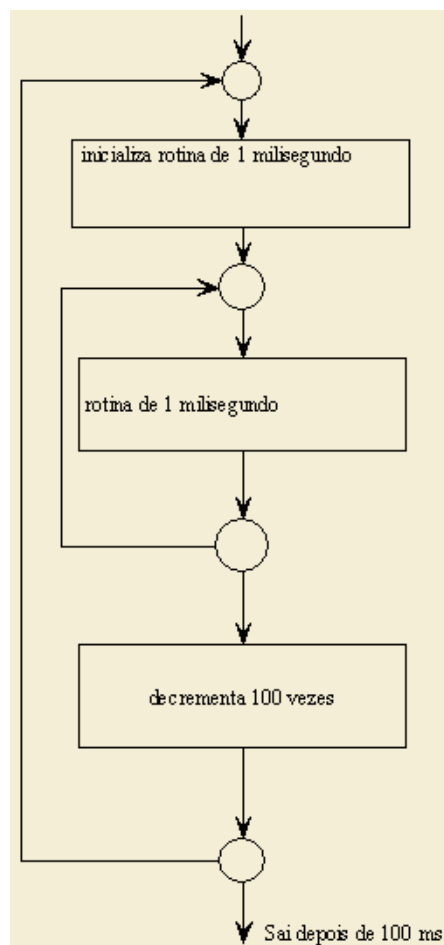 inicializa rotina de 1 milisegundo
rotina de 1 milisegundo
decrementa 100 vezes
Sai depois de 100 ms